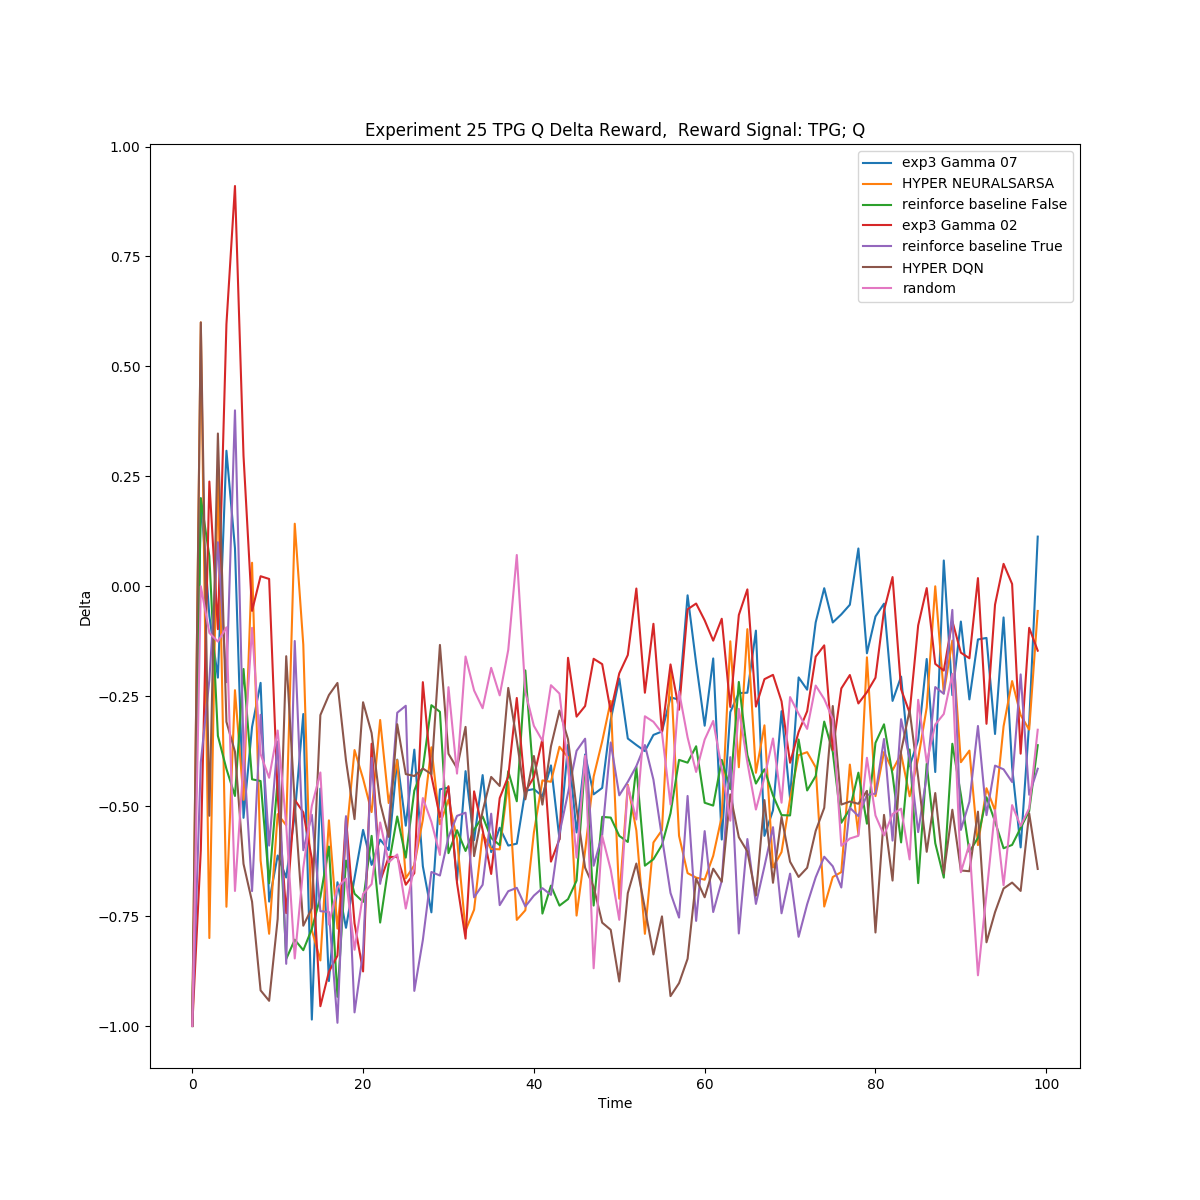 Experiment 25 TPG Q Delta Reward,  Reward Signal: TPG; Q
exp3 Gamma 07
HYPER NEURALSARSA
reinforce baseline False
exp3 Gamma 02
reinforce baseline True
HYPER DQN
random
1.00
0.75
0.50
0.25
0.00
−0.25
−0.50
−0.75
−1.00
Delta
0 20 40 60 80 100
Time